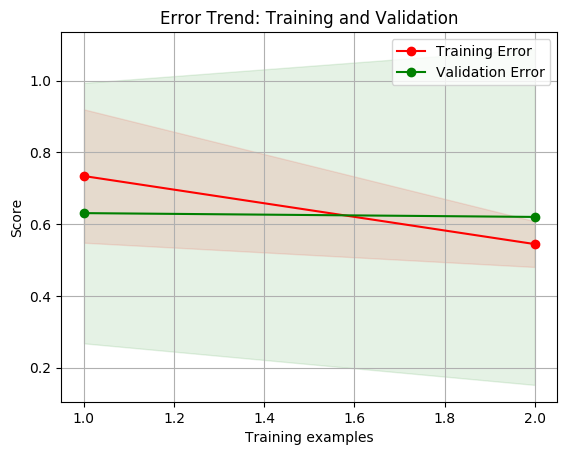 Error Trend: Training and Validation
Training Error
Validation Error
Score
1.0
0.8
0.6
0.4
0.2
1.0 1.2 1.4 1.6 1.8 2.0
Training examples